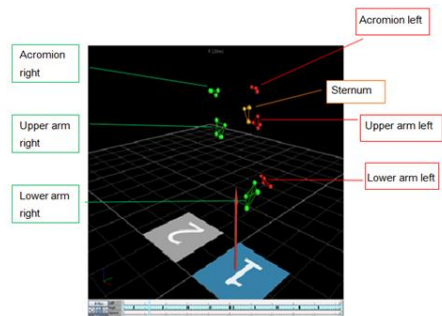 Acromion
right
Acromion left
Sternum
Upper arm
right
Upper arm left
Lower arm left
Lower arm
right
2
1